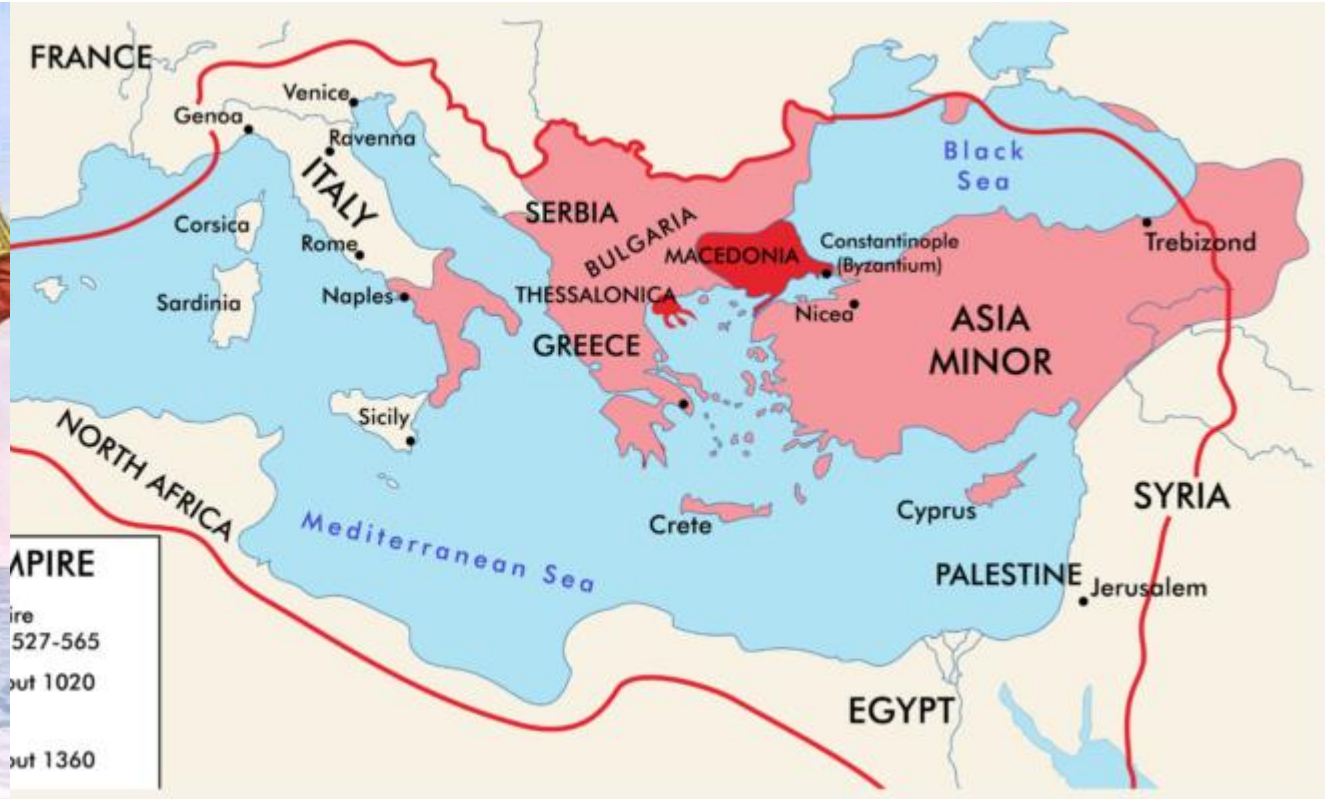 FRANCE
Venice
Genoa
Ravenna
ITALY
Corsica
Rome
Sardinia
Naples
Sicily
NORTH AFRICA
Mediterranean Sea
SERBIA
BULGARIA
MACEDONIA
THESSALONICA
GREECE
Constantinople
(Byzantium)
Nicea
Black
Sea
Trebizond
ASIA
MINOR
Crete
Cyprus
SYRIA
PALESTINE
Jerusalem
EGYPT
MPIRE
ire
527-565
out 1020
out 1360